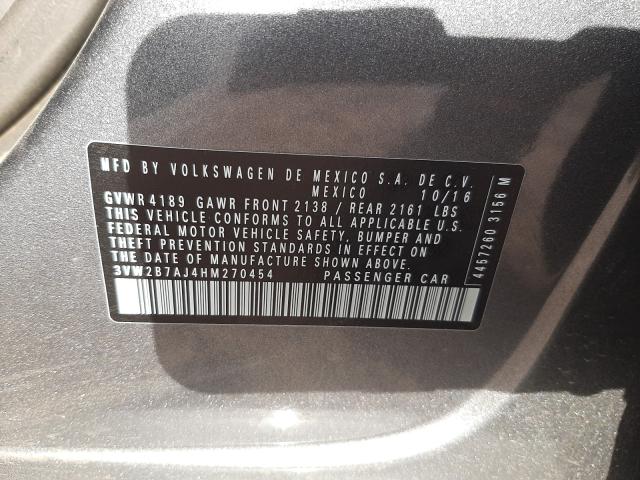 MFD BY VOLKSWAGEN DE MEXICO S.A. DE C.V.
MEXICO 10/16
GVWR 4189 GAWR FRONT 2138 / REAR 2161 LBS
THIS VEHICLE CONFORMS TO ALL APPLICABLE U.S.
FEDERAL MOTOR VEHICLE SAFETY, BUMPER AND
THEFT PREVENTION STANDARDS IN EFFECT ON
THE DATE OF MANUFACTURE SHOWN ABOVE.
3VW2B7AJ4HM270454 PASSENGER CAR
4457260 3156 M